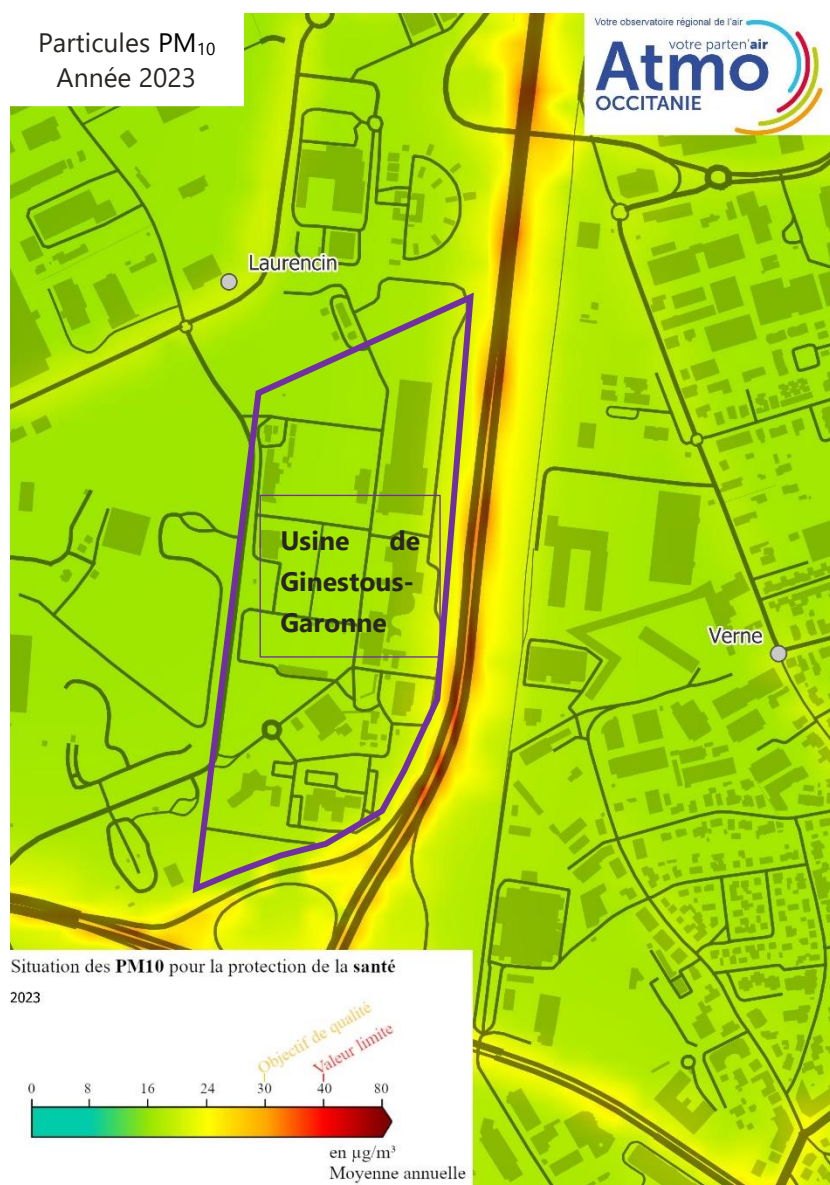 Particules PM₁₀
Année 2023
Votre observatoire régional de l'air
votre parten'air
Atmo
OCCITANIE
Laurencin
Usine de
Ginestous-
Garonne
Verne
Situation des PM10 pour la protection de la santé
2023
Objectif de qualité
Valeur limite
0 8 16 24 30 40 80
en µg/m³
Moyenne annuelle